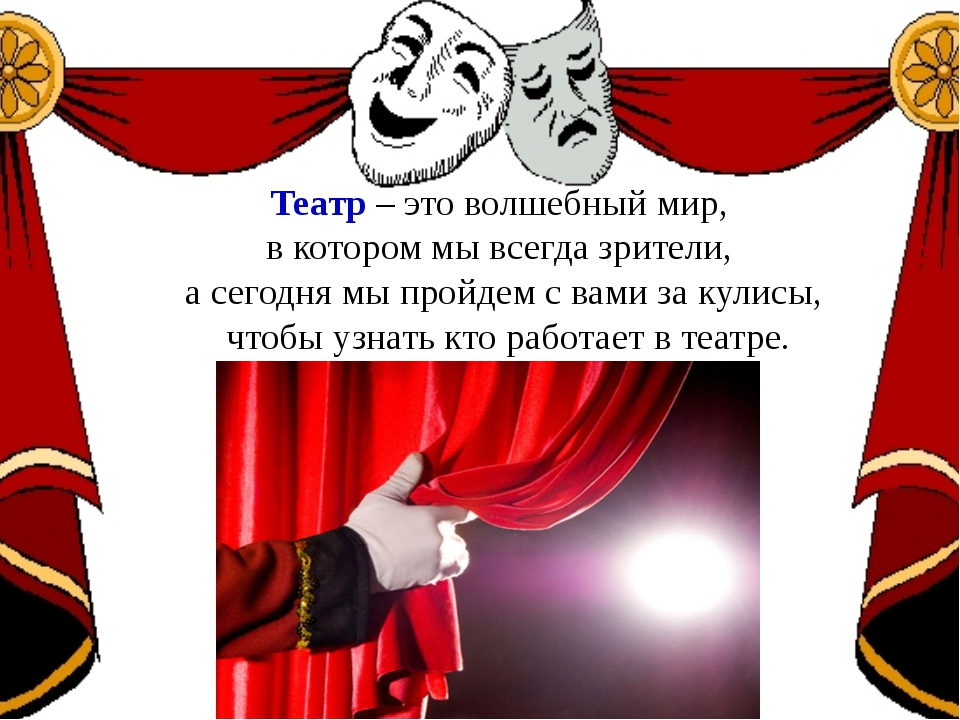 Театр – это волшебный мир,
в котором мы всегда зрители,
а сегодня мы пройдем с вами за кулисы,
чтобы узнать кто работает в театре.